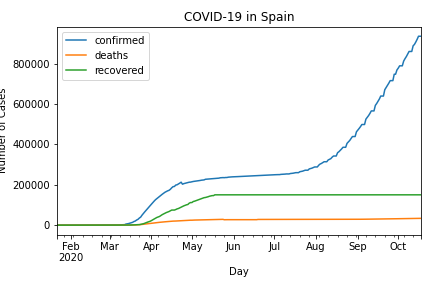 COVID-19 in Spain
confirmed
deaths
recovered
800000
600000
400000
200000
0
Number of Cases
Feb Mar Apr May Jun Jul Aug Sep Oct
2020
Day